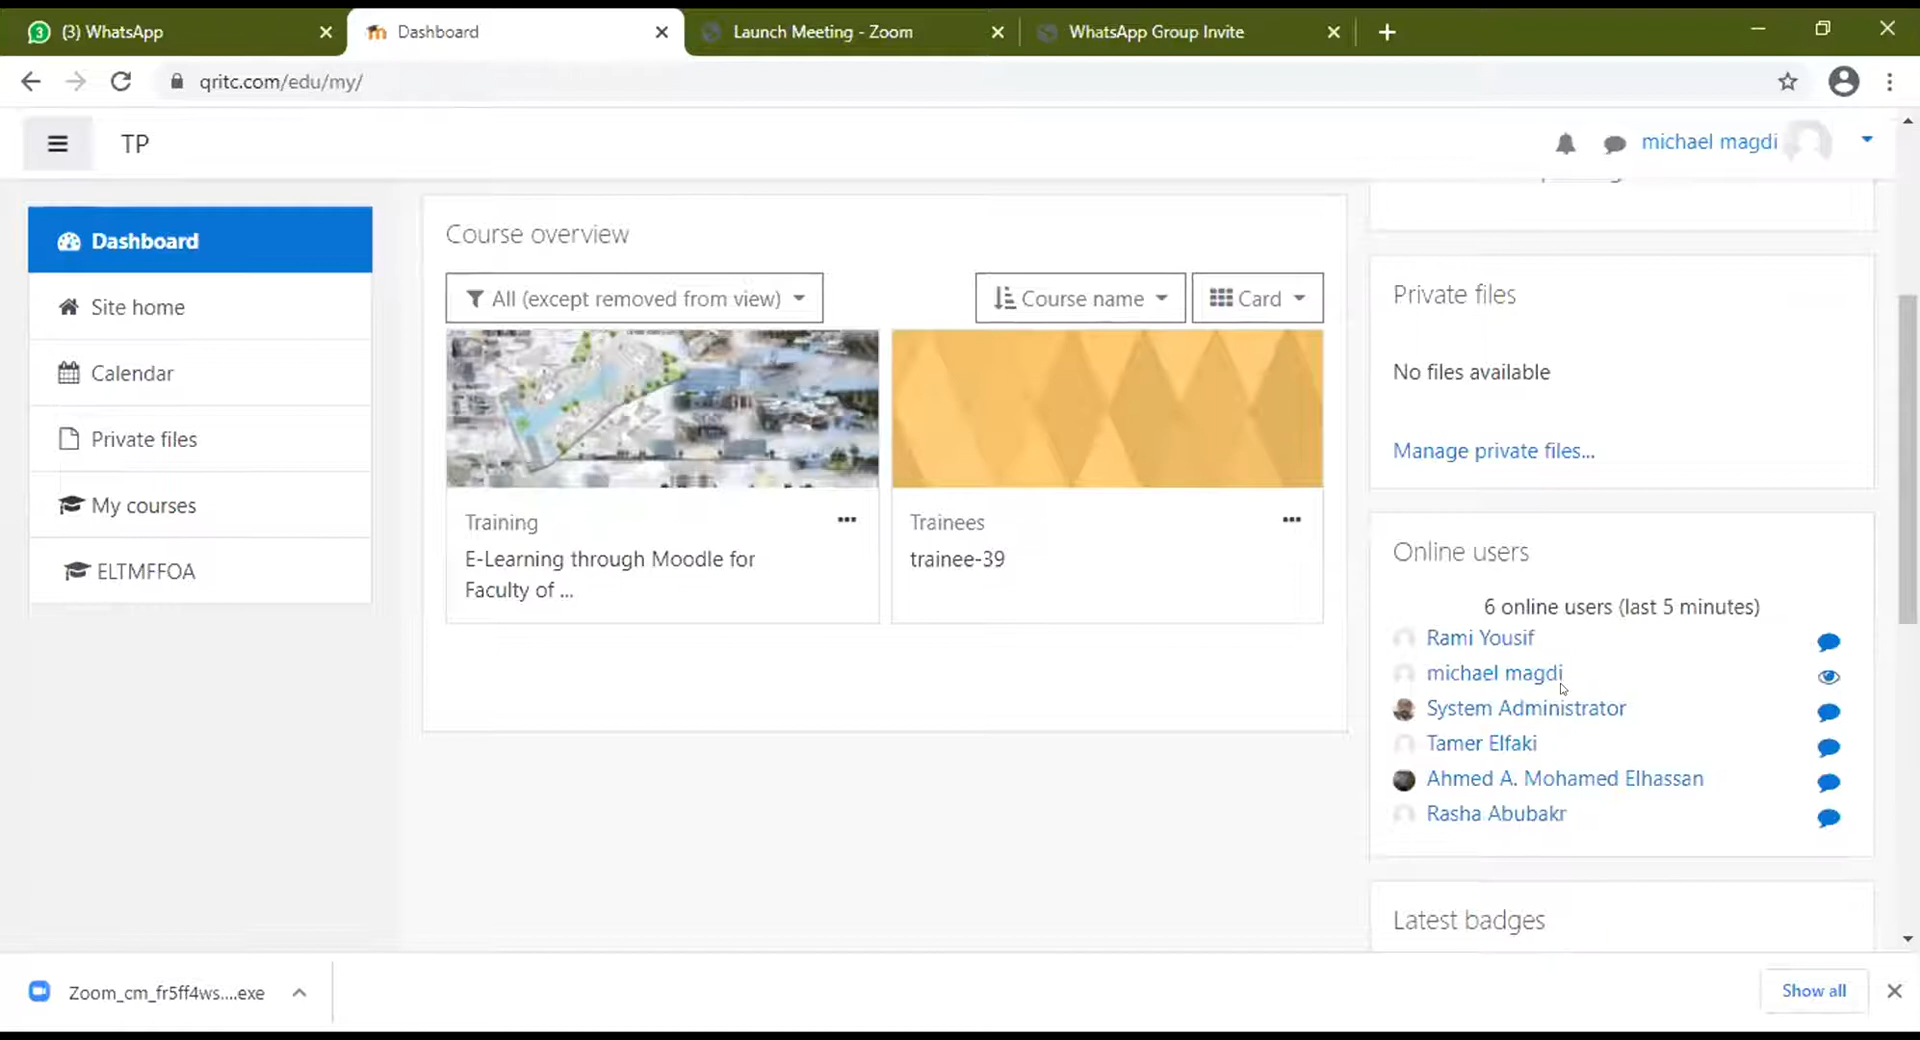 (3) WhatsApp
Dashboard
Launch Meeting - Zoom
WhatsApp Group Invite
qritc.com/edu/my/
TP
michael magdi
Dashboard
Site home
Calendar
Private files
My courses
ELTMFFOA
Course overview
All (except removed from view)
Course name
Card
Training
E-Learning through Moodle for
Faculty of ...
Trainees
trainee-39
Private files
No files available
Manage private files...
Online users
6 online users (last 5 minutes)
Rami Yousif
michael magdi
System Administrator
Tamer Elfaki
Ahmed A. Mohamed Elhassan
Rasha Abubakr
Latest badges
Zoom_cm_fr5ff4ws....exe
Show all